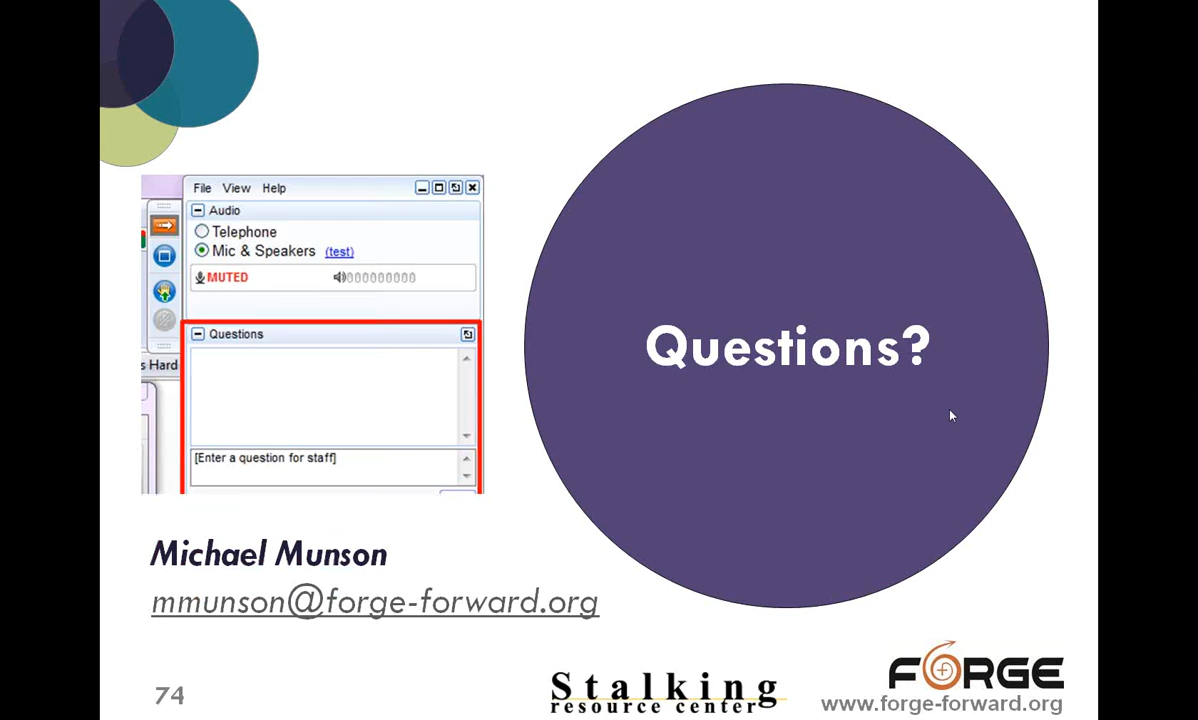 File View Help
Audio
Telephone
Mic & Speakers (test)
MUTED 000000000
Questions
s Hard
[Enter a question for staff]
Questions?
Michael Munson
mmunson@forge-forward.org
74
Stalking
resource center
FORGE
www.forge-forward.org